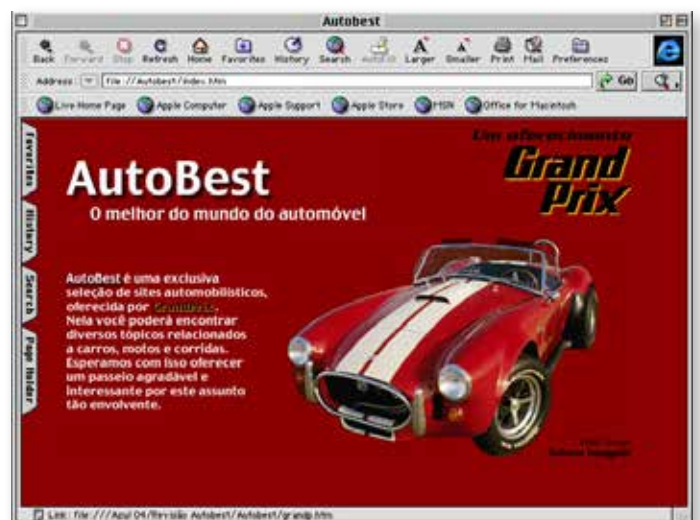 Autobest
Back Forward Stop Refresh Home Favorites History Search AutoFill Larger Smaller Print Mail Preferences
Address: file://Autobest/index.htm Go
Live Home Page Apple Computer Apple Support Apple Store MSN Office for Macintosh
Favorites
History
Search
Page Holder
Um oferecimento
Grand
Prix
AutoBest
O melhor do mundo do automóvel
AutoBest é uma exclusiva
seleção de sites automobilísticos,
oferecida por
Nela você poderá encontrar
diversos tópicos relacionados
a carros, motos e corridas.
Esperamos com isso oferecer
um passeio agradável e
interessante por este assunto
tão envolvente.
Link: file:///Azul 04/Revisão Autobest/Autobest/grandp.htm